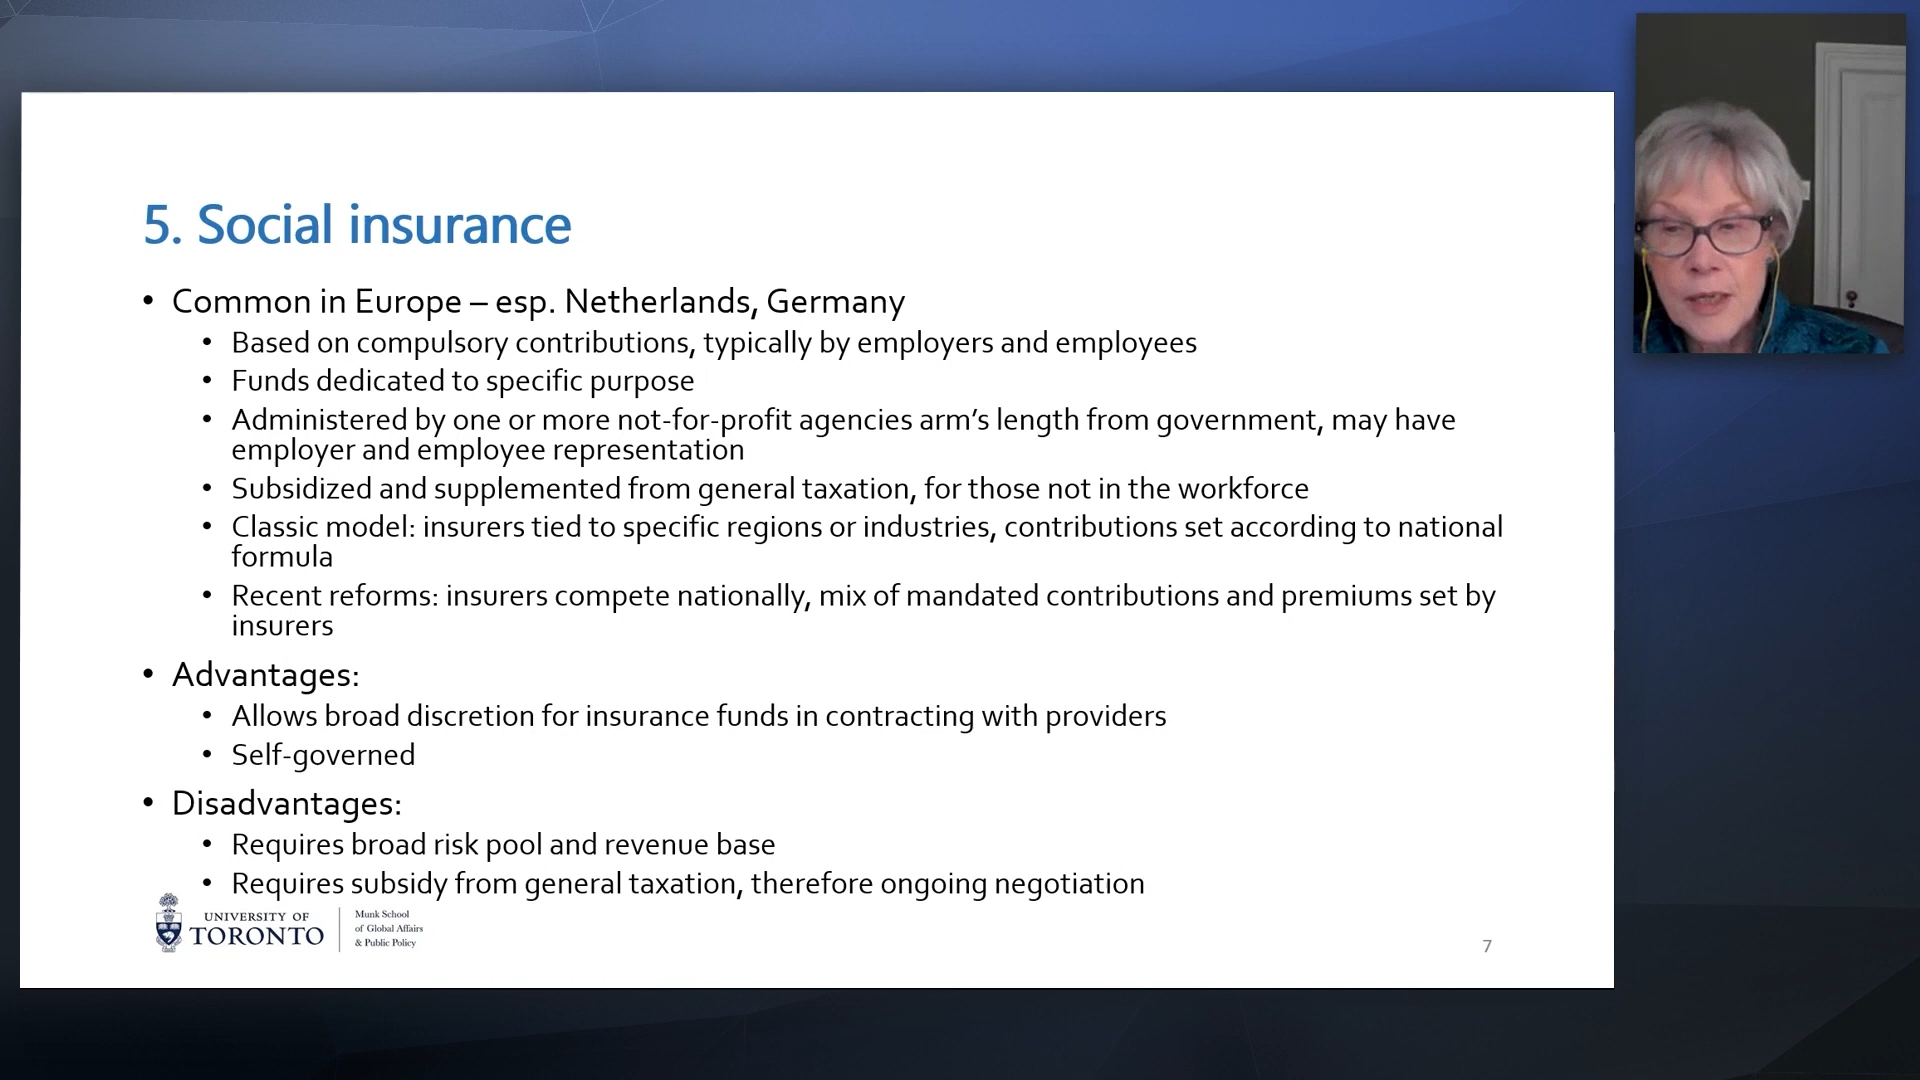 5. Social insurance
• Common in Europe – esp. Netherlands, Germany
• Based on compulsory contributions, typically by employers and employees
• Funds dedicated to specific purpose
• Administered by one or more not-for-profit agencies arm’s length from government, may have
employer and employee representation
• Subsidized and supplemented from general taxation, for those not in the workforce
• Classic model: insurers tied to specific regions or industries, contributions set according to national
formula
• Recent reforms: insurers compete nationally, mix of mandated contributions and premiums set by
insurers
• Advantages:
• Allows broad discretion for insurance funds in contracting with providers
• Self-governed
• Disadvantages:
• Requires broad risk pool and revenue base
• Requires subsidy from general taxation, therefore ongoing negotiation
UNIVERSITY OF
TORONTO
Munk School
of Global Affairs
& Public Policy
7